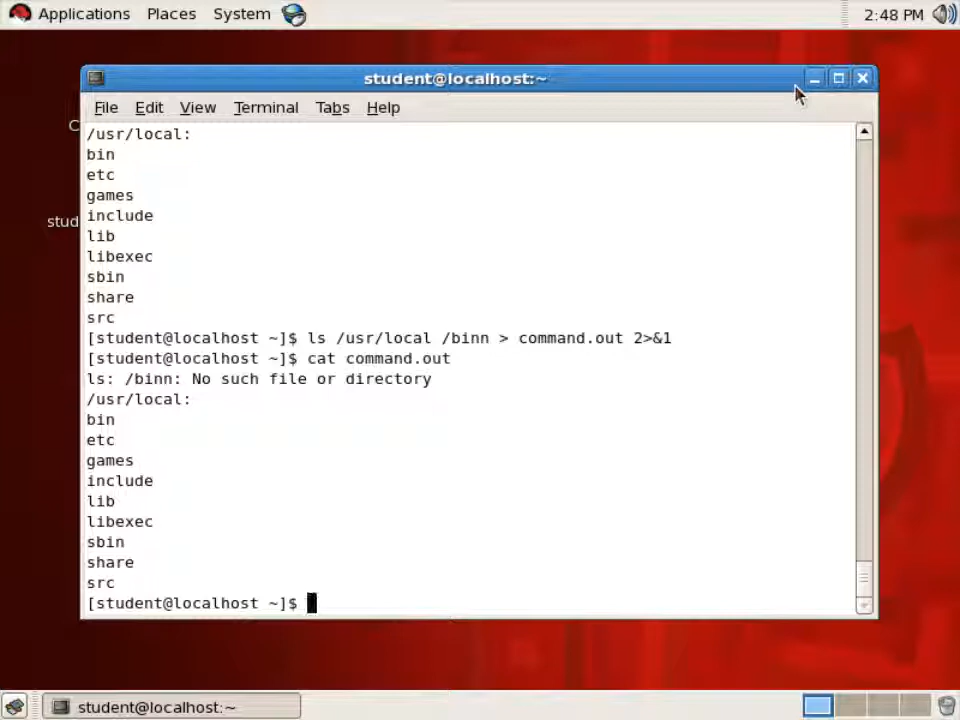 Applications Places System 2:48 PM
student@localhost:~
File Edit View Terminal Tabs Help
C
stud
/usr/local:
bin
etc
games
include
lib
libexec
sbin
share
src
[student@localhost ~]$ ls /usr/local /binn > command.out 2>&1
[student@localhost ~]$ cat command.out
ls: /binn: No such file or directory
/usr/local:
bin
etc
games
include
lib
libexec
sbin
share
src
[student@localhost ~]$
student@localhost:~